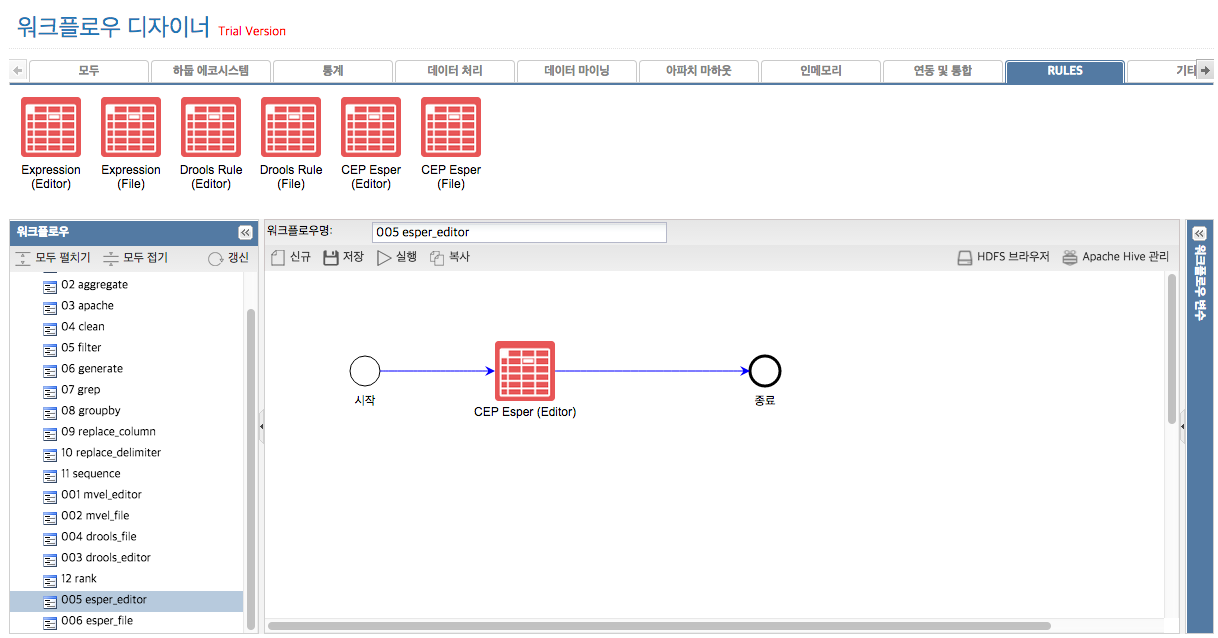 워크플로우 디자이너 Trial Version
모두 하둡 에코시스템 통계 데이터 처리 데이터 마이닝 아파치 마하웃 인메모리 연동 및 통합 RULES 기타
Expression (Editor)
Expression (File)
Drools Rule (Editor)
Drools Rule (File)
CEP Esper (Editor)
CEP Esper (File)
워크플로우
모두 펼치기 모두 접기 갱신
02 aggregate
03 apache
04 clean
05 filter
06 generate
07 grep
08 groupby
09 replace_column
10 replace_delimiter
11 sequence
001 mvel_editor
002 mvel_file
004 drools_file
003 drools_editor
12 rank
005 esper_editor
006 esper_file
워크플로우명: 005 esper_editor
신규 저장 실행 복사 HDFS 브라우저 Apache Hive 관리
시작
CEP Esper (Editor)
종료
워크플로우 변수